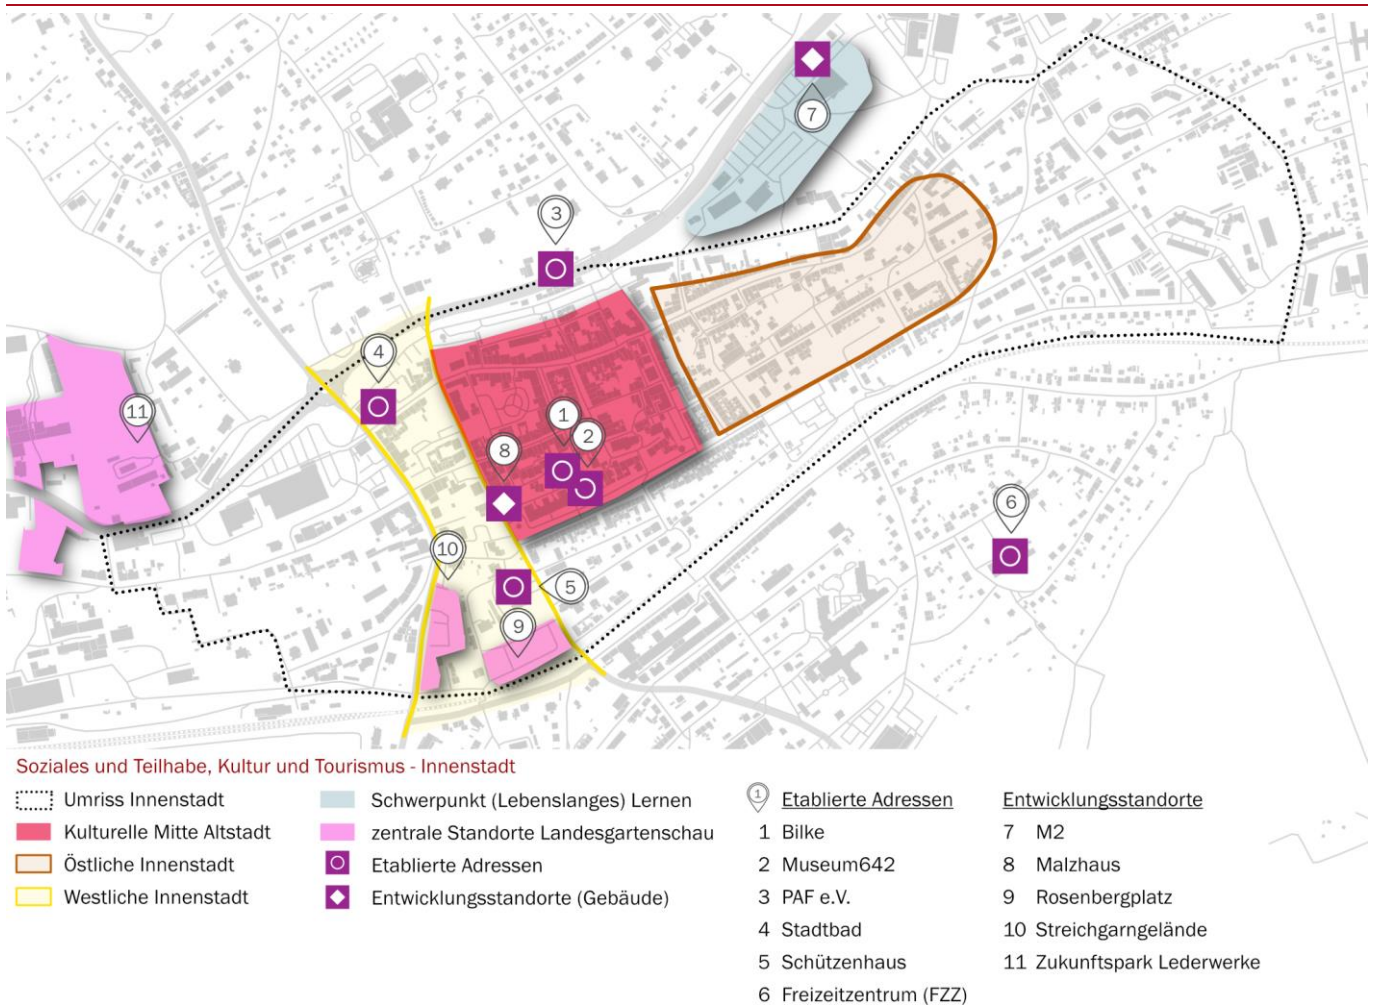 7
3
4
11
1
2
8
6
10
5
9
Soziales und Teilhabe, Kultur und Tourismus - Innenstadt
Umriss Innenstadt
Kulturelle Mitte Altstadt
Östliche Innenstadt
Westliche Innenstadt
Schwerpunkt (Lebenslanges) Lernen
zentrale Standorte Landesgartenschau
Etablierte Adressen
Entwicklungsstandorte (Gebäude)
1 Etablierte Adressen
1 Bilke
2 Museum642
3 PAF e.V.
4 Stadtbad
5 Schützenhaus
6 Freizeitzentrum (FZZ)
Entwicklungsstandorte
7 M2
8 Malzhaus
9 Rosenbergplatz
10 Streichgarngelände
11 Zukunftspark Lederwerke